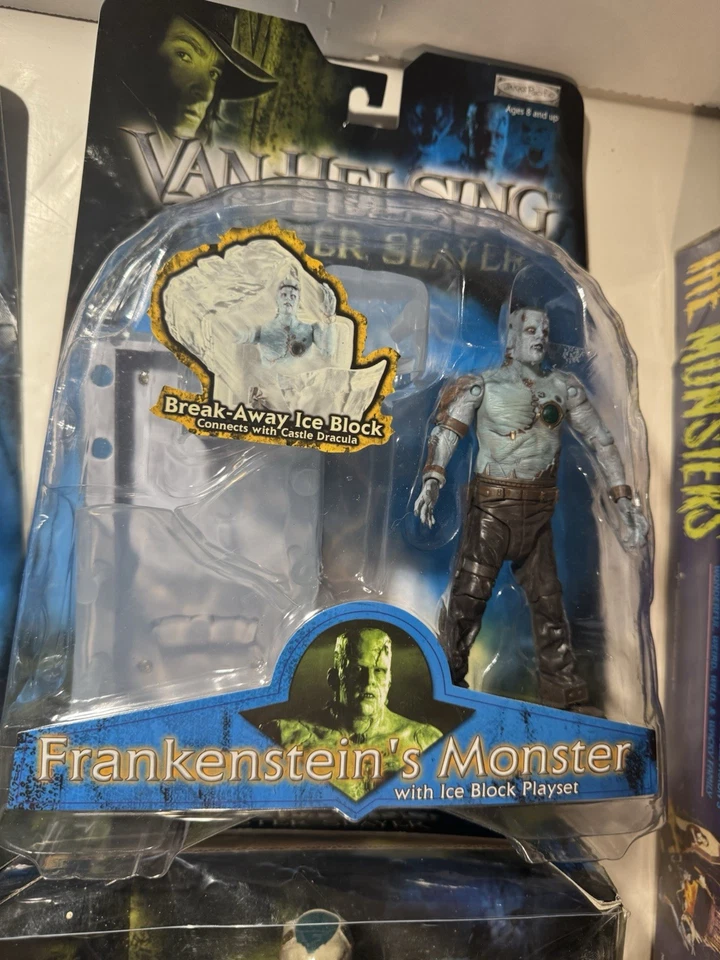 Ages 8 and up
VAN HELSING
SLAYER
Break-Away Ice Block
Connects with Castle Dracula
THE MUNSTERS
Frankenstein's Monster
with Ice Block Playset